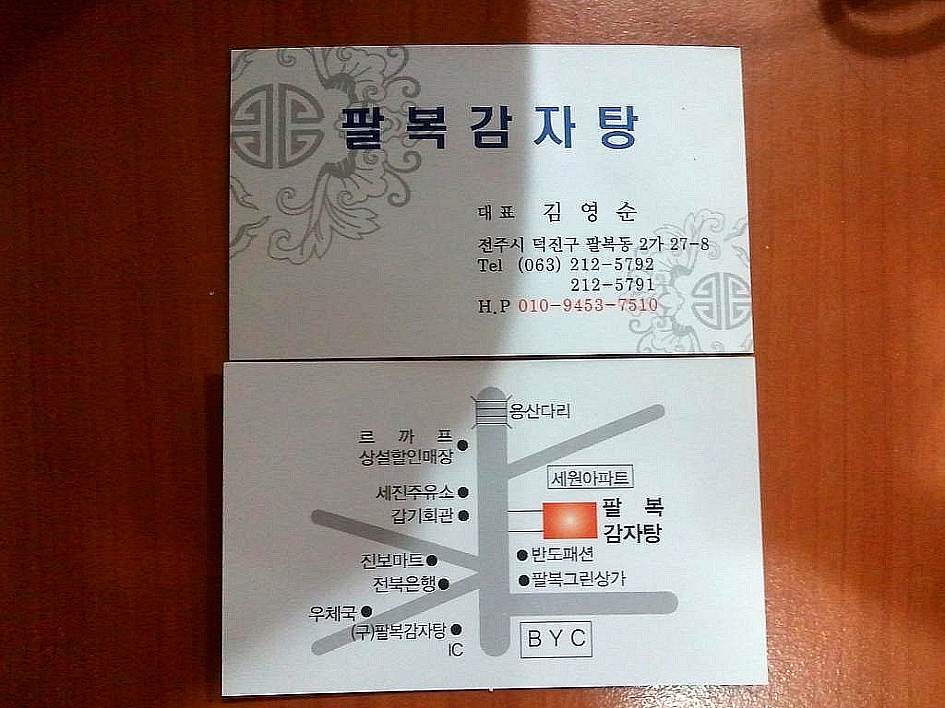 팔복감자탕
대표 김영순
전주시 덕진구 팔복동 2가 27-8
Tel (063) 212-5792
212-5791
H.P 010-9453-7510
용산다리
르까프
상설할인매장
세원아파트
세진주유소
감기회관
팔복
감자탕
반도패션
진보마트
팔복그린상가
전북은행
우체국
(구)팔복감자탕
IC
BYC